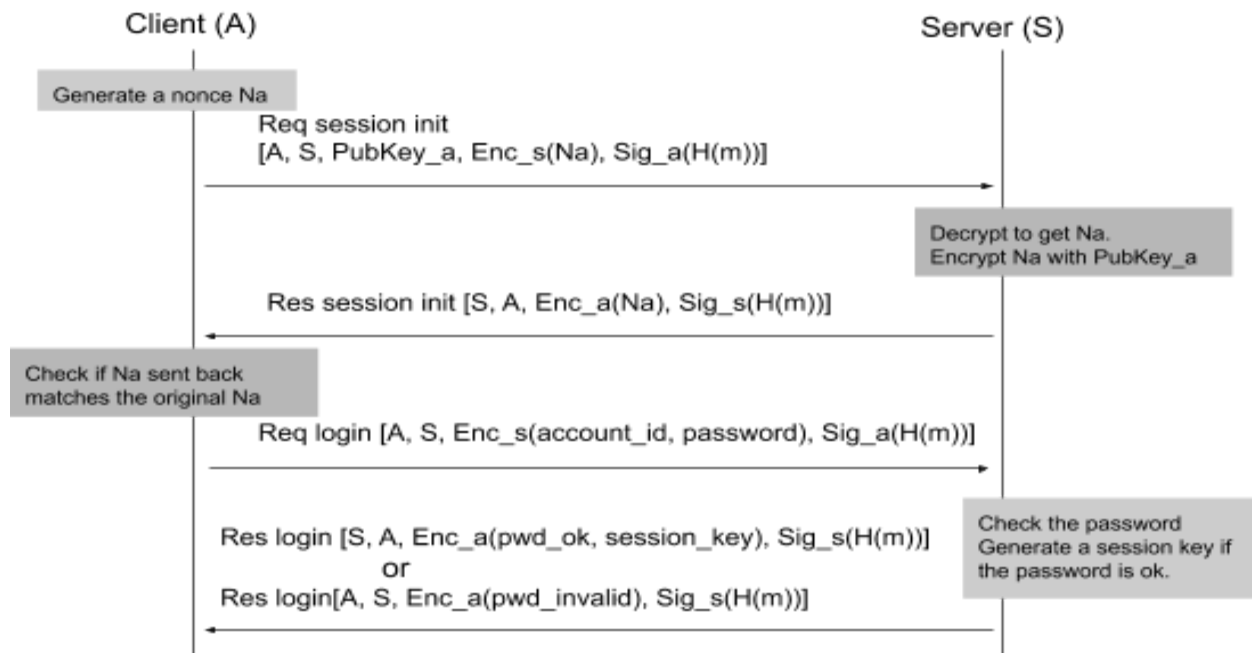 Client (A)
Server (S)
Generate a nonce Na
Req session init
[A, S, PubKey_a, Enc_s(Na), Sig_a(H(m))]
Decrypt to get Na.
Encrypt Na with PubKey_a
Res session init [S, A, Enc_a(Na), Sig_s(H(m))]
Check if Na sent back
matches the original Na
Req login [A, S, Enc_s(account_id, password), Sig_a(H(m))]
Check the password
Generate a session key if
the password is ok.
Res login [S, A, Enc_a(pwd_ok, session_key), Sig_s(H(m))]
or
Res login[A, S, Enc_a(pwd_invalid), Sig_s(H(m))]